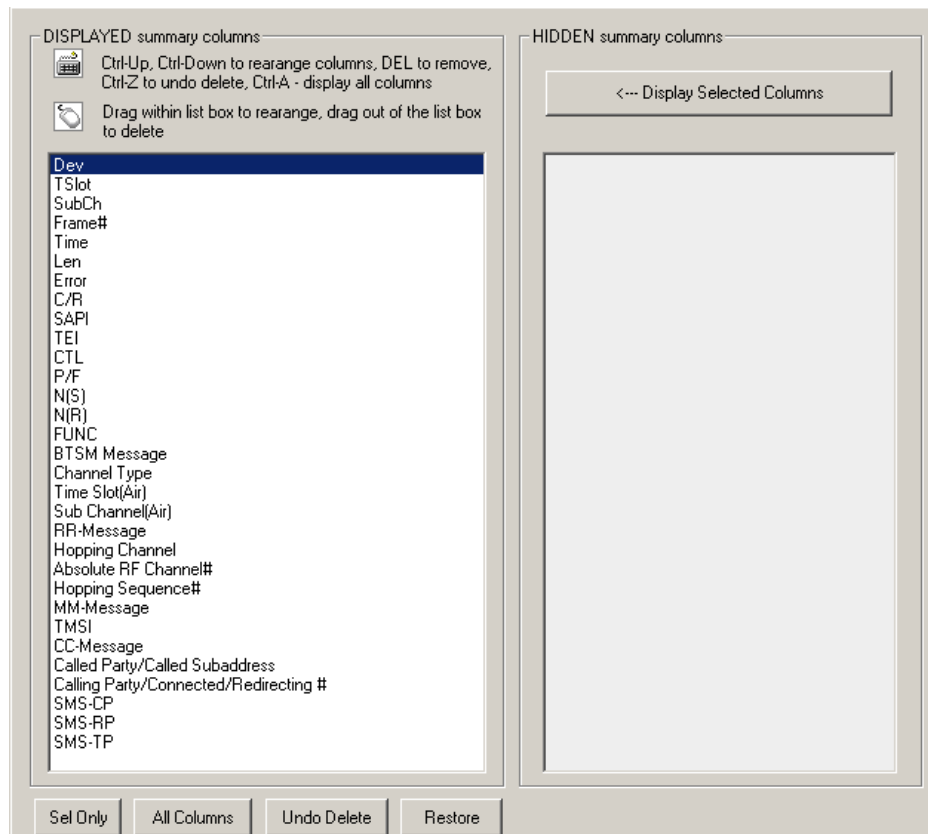 DISPLAYED summary columns
Ctrl-Up, Ctrl-Down to rearrange columns, DEL to remove,
Ctrl-Z to undo delete, Ctrl-A - display all columns
Drag within list box to rearrange, drag out of the list box
to delete
Dev
TSlot
SubCh
Frame#
Time
Len
Error
C/R
SAPI
TEI
CTL
P/F
N(S)
N(R)
FUNC
BTSM Message
Channel Type
Time Slot(Air)
Sub Channel(Air)
RR-Message
Hopping Channel
Absolute RF Channel#
Hopping Sequence#
MM-Message
TMSI
CC-Message
Called Party/Called Subaddress
Calling Party/Connected/Redirecting #
SMS-CP
SMS-RP
SMS-TP
HIDDEN summary columns
<--- Display Selected Columns
Sel Only
All Columns
Undo Delete
Restore